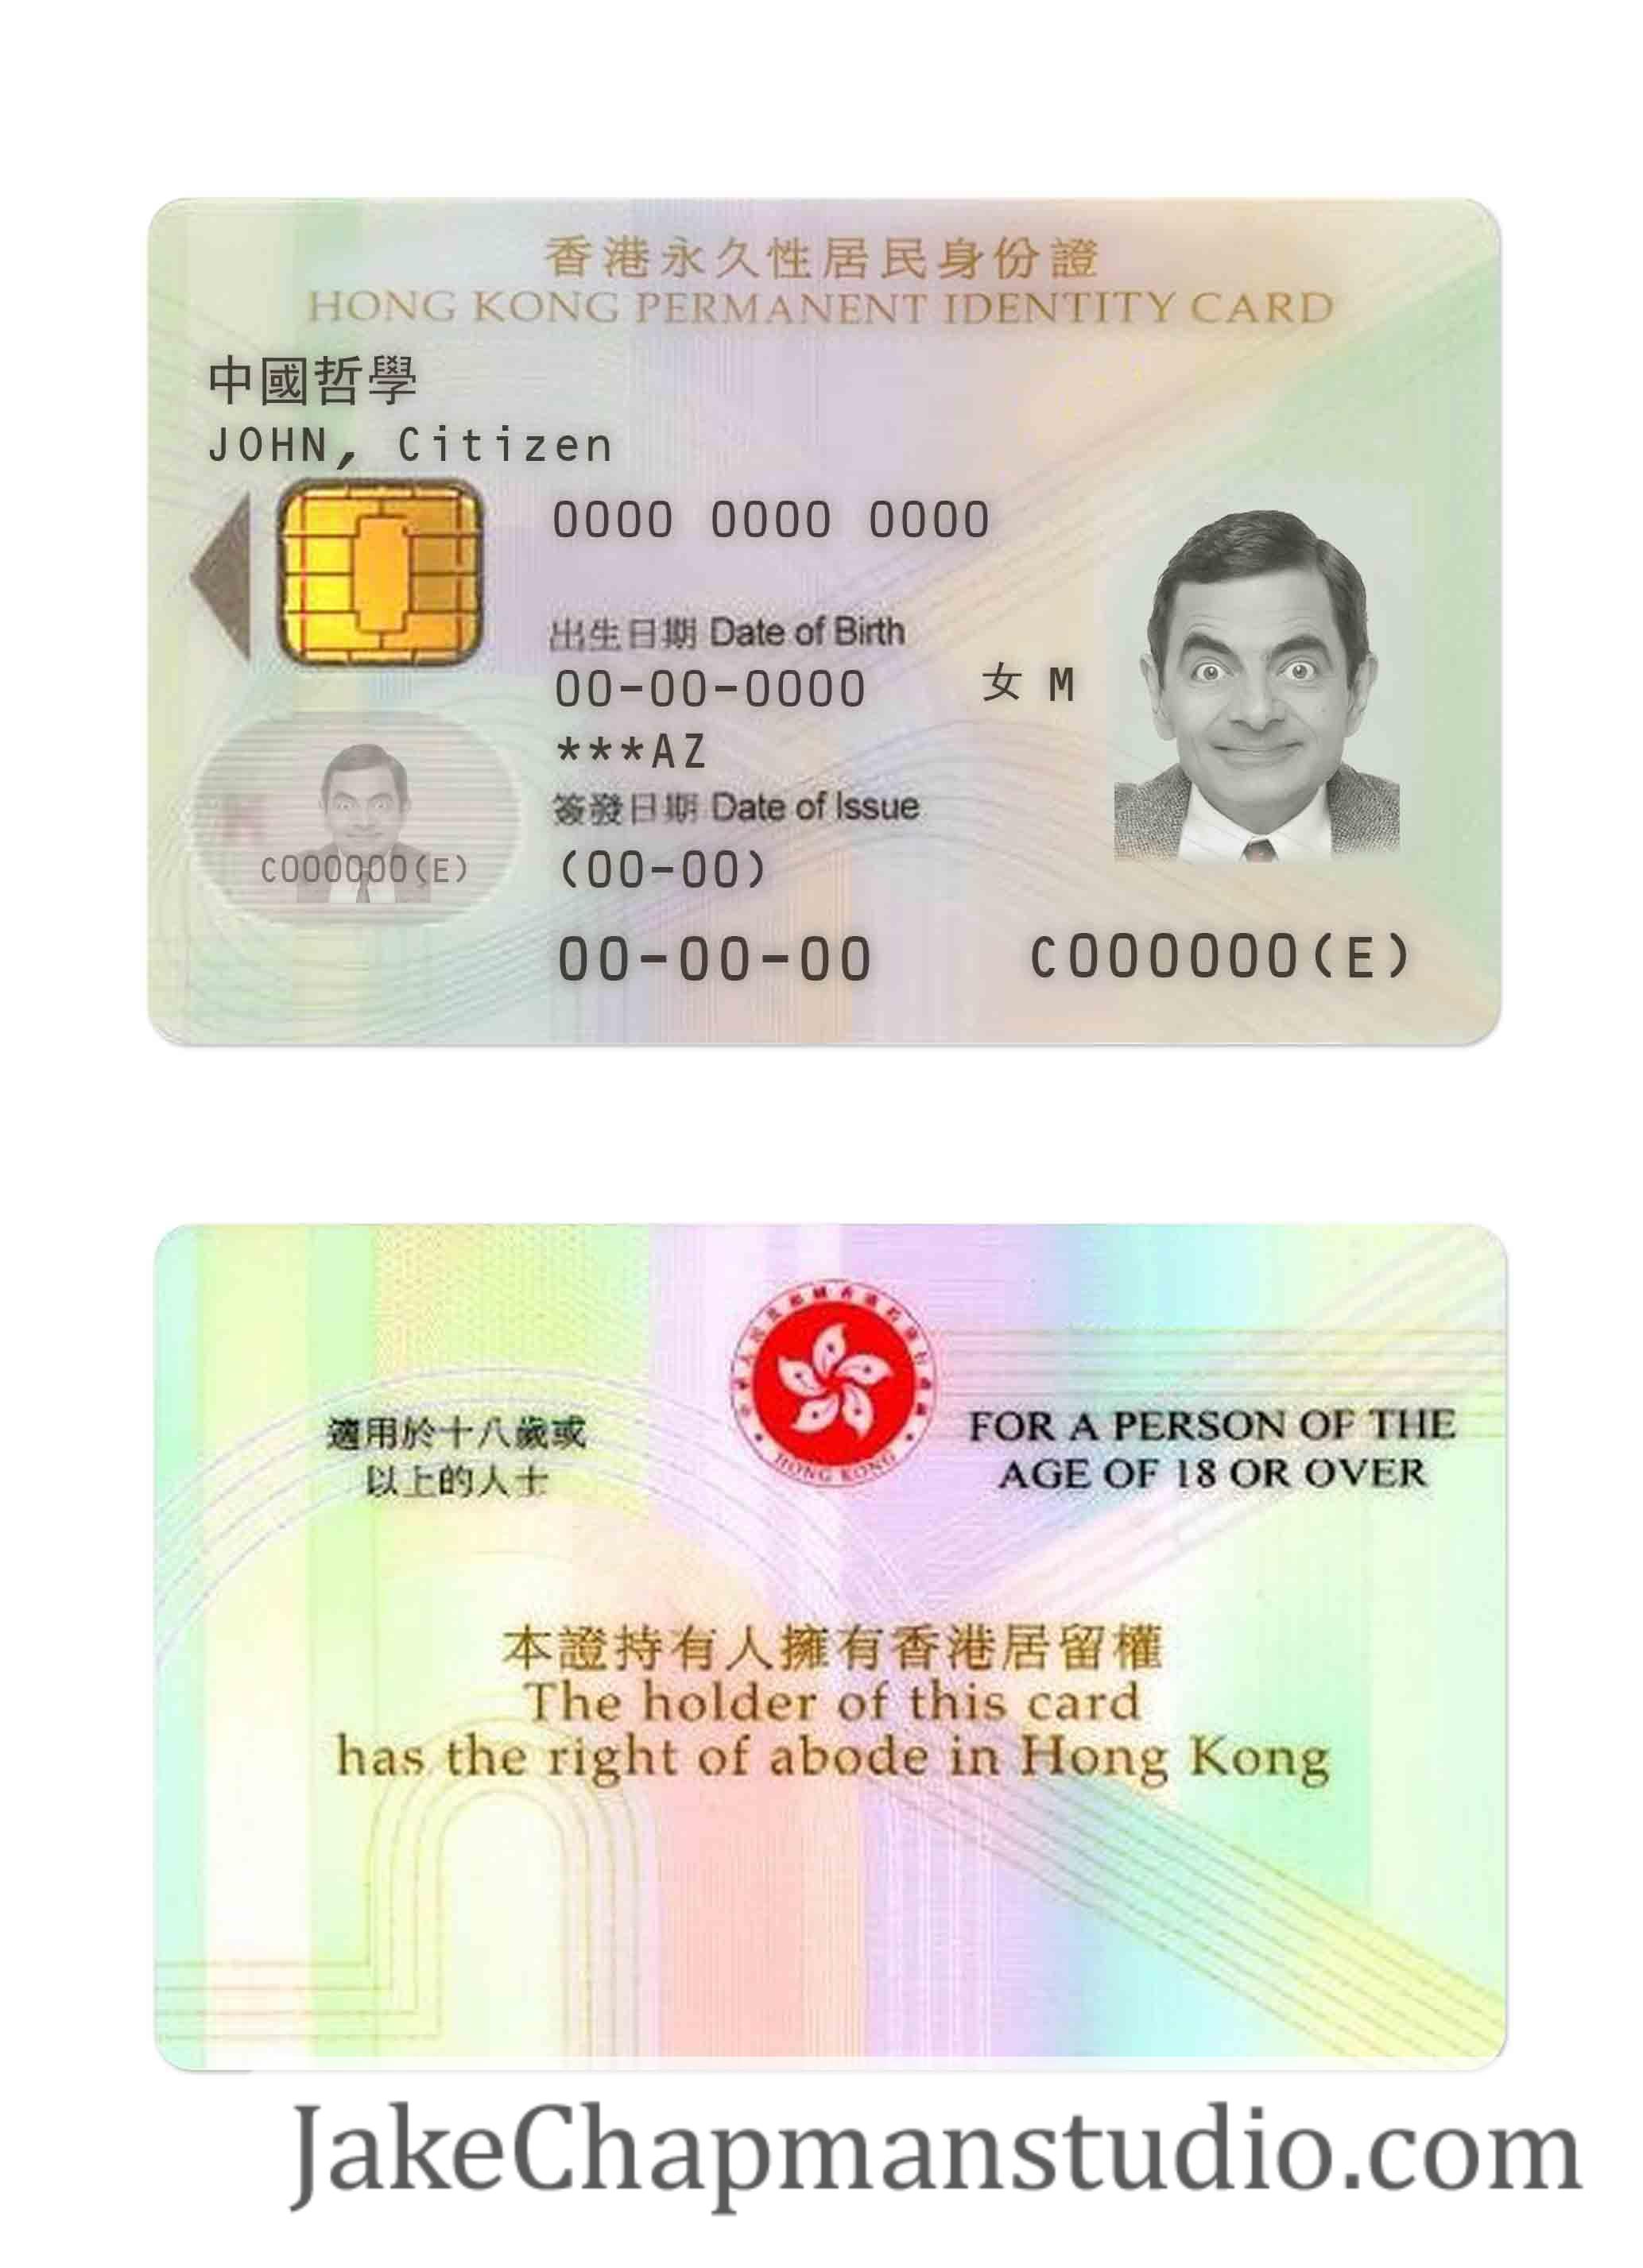 香港永久性居民身份證
HONG KONG PERMANENT IDENTITY CARD
中國哲學
JOHN, Citizen
0000 0000 0000
出生日期 Date of Birth
00-00-0000
女 M
***AZ
簽發日期 Date of Issue
(00-00)
C000000(E)
00-00-00
C000000(E)
HONG KONG
適用於十八歲或
以上的人士
FOR A PERSON OF THE
AGE OF 18 OR OVER
本證持有人擁有香港居留權
The holder of this card
has the right of abode in Hong Kong
JakeChapmanstudio.com